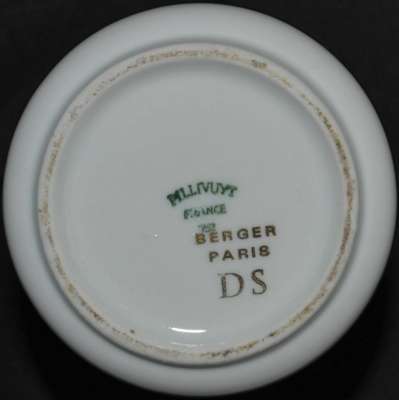 PILLIVUYT
FRANCE
BERGER
PARIS
DS